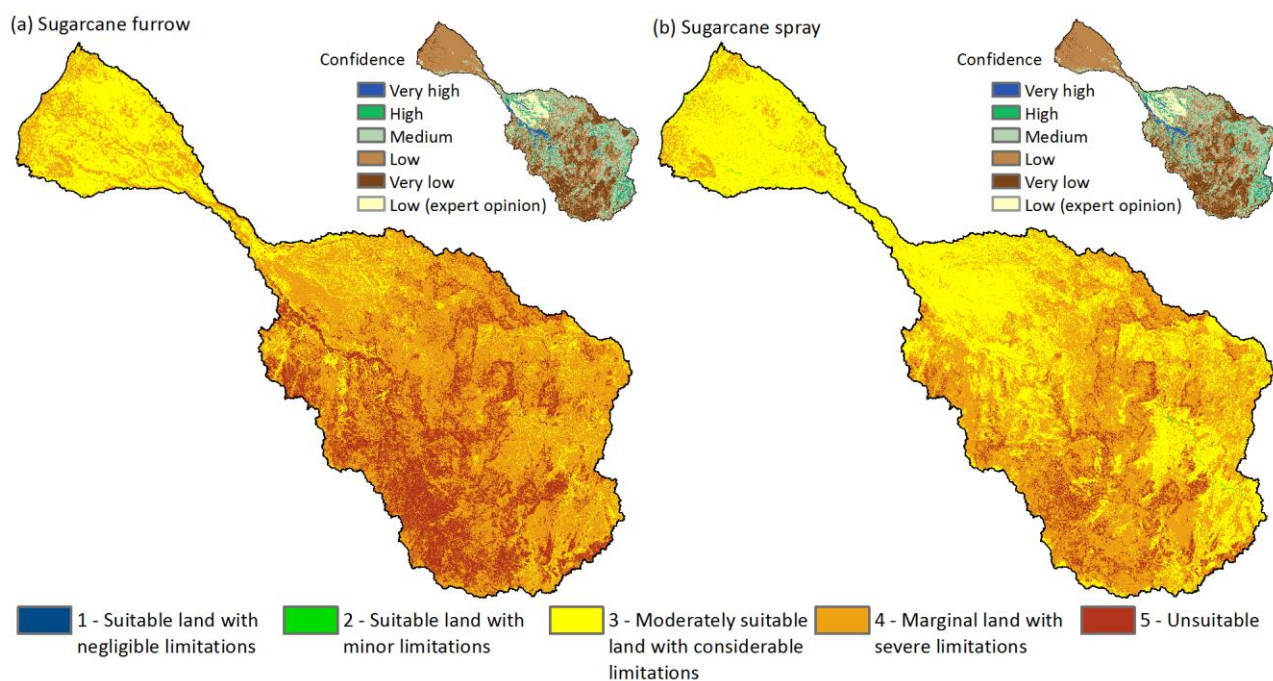 (a) Sugarcane furrow
Confidence
Very high
High
Medium
Low
Very low
Low (expert opinion)
(b) Sugarcane spray
Confidence
Very high
High
Medium
Low
Very low
Low (expert opinion)
1 - Suitable land with
negligible limitations
2 - Suitable land with
minor limitations
3 - Moderately suitable
land with considerable
limitations
4 - Marginal land with
severe limitations
5 - Unsuitable